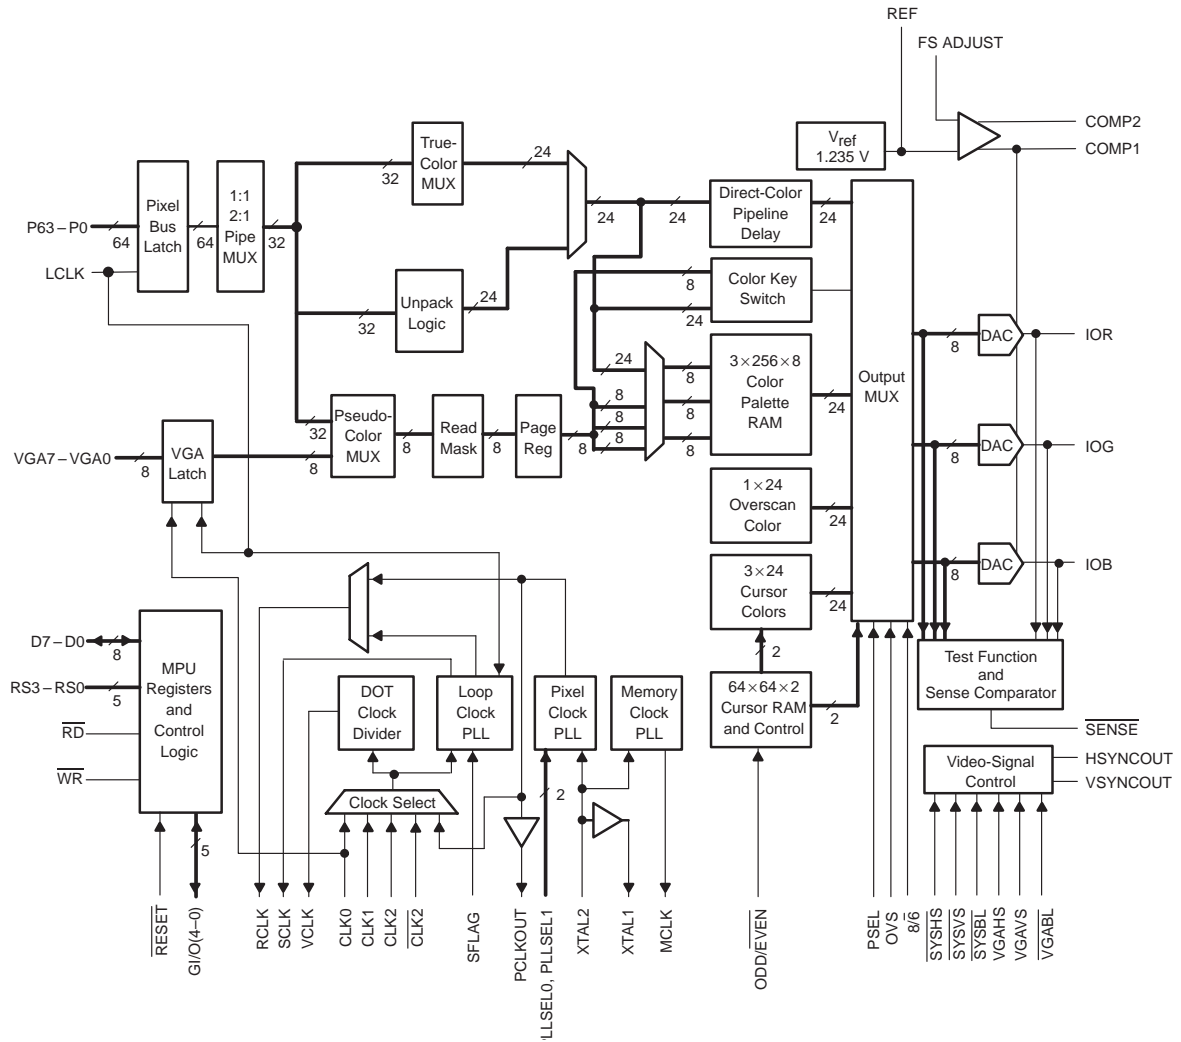 REF
FS ADJUST
COMP2
COMP1
Vref
1.235 V
True-
Color
MUX
24
32
Pixel
Bus
Latch
1:1
2:1
Pipe
MUX
P63–P0
64
64
32
LCLK
24
24
Direct-Color
Pipeline
Delay
24
Unpack
Logic
24
32
8
24
Color Key
Switch
24
8
8
8
8
8
8
3×256×8
Color
Palette
RAM
24
Output
MUX
8
DAC
IOR
8
DAC
IOG
8
DAC
IOB
VGA7–VGA0
8
VGA
Latch
32
8
Pseudo-
Color
MUX
8
Read
Mask
8
Page
Reg
8
1×24
Overscan
Color
24
3×24
Cursor
Colors
24
2
64×64×2
Cursor RAM
and Control
2
Test Function
and
Sense Comparator
SENSE
Video-Signal
Control
HSYNCOUT
VSYNCOUT
D7–D0
8
RS3–RS0
5
RD
WR
MPU
Registers
and
Control
Logic
5
DOT
Clock
Divider
Loop
Clock
PLL
Pixel
Clock
PLL
Memory
Clock
PLL
2
Clock Select
RESET
GI/O(4–0)
RCLK
SCLK
VCLK
CLK0
CLK1
CLK2
CLK2
SFLAG
PCLKOUT
PLLSEL0, PLLSEL1
XTAL2
XTAL1
MCLK
ODD/EVEN
PSEL
OVS
8/6
SYSHS
SYSVS
SYSBL
VGAHS
VGAVS
VGABL